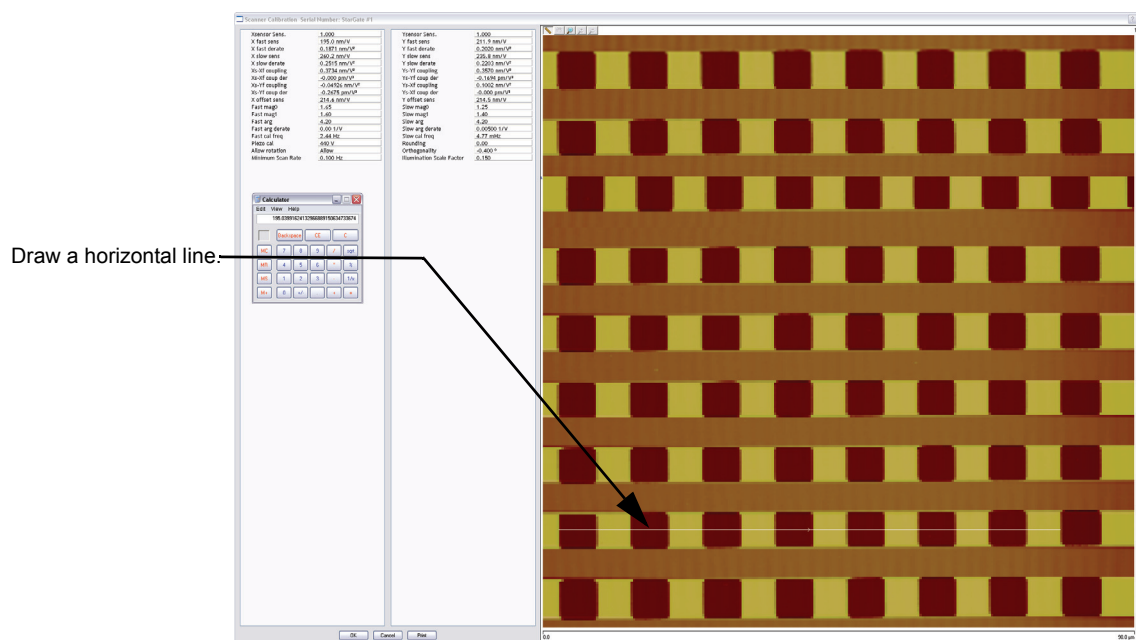 Scanner Calibration Serial Number: StarGate #1
Xsensor Sens. 1.000
X fast sens 195.0 nm/V
X fast derate 0.1871 nm/V²
X slow sens 260.2 nm/V
X slow derate 0.2515 nm/V²
Xs-Xf coupling 0.3734 nm/V²
Xs-Xf coup der -0.000 pm/V³
Xs-Yf coupling -0.04926 nm/V²
Xs-Yf coup der -0.2675 pm/V³
X offset sens 214.6 nm/V
Fast mag0 1.65
Fast mag1 1.60
Fast arg 4.20
Fast arg derate 0.00 1/V
Fast cal freq 2.44 Hz
Piezo cal 440 V
Allow rotation Allow
Minimum Scan Rate 0.100 Hz
Ysensor Sens. 1.000
Y fast sens 211.9 nm/V
Y fast derate 0.2020 nm/V²
Y slow sens 235.8 nm/V
Y slow derate 0.2203 nm/V²
Ys-Yf coupling 0.3570 nm/V²
Ys-Yf coup der -0.1694 pm/V³
Ys-Xf coupling 0.1002 nm/V²
Ys-Xf coup der -0.000 pm/V³
Y offset sens 214.5 nm/V
Slow mag0 1.25
Slow mag1 1.40
Slow arg 4.20
Slow arg derate 0.00500 1/V
Slow cal freq 4.77 mHz
Rounding 0.00
Orthogonality -0.400 °
Illumination Scale Factor 0.150
Calculator
Edit View Help
Backspace CE C
MC 7 8 9 / sqrt
MR 4 5 6 * %
MS 1 2 3 1/x
M+ 0 +/- + =
Draw a horizontal line.
OK Cancel Print
0.0 90.0 µm